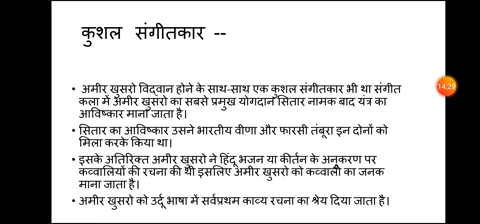 कुशल संगीतकार --
• अमीर खुसरो विद्वान होने के साथ-साथ एक कुशल संगीतकार भी था संगीत
कला में अमीर खुसरो का सबसे प्रमुख योगदान सितार नामक बाद यंत्र का
आविष्कार माना जाता है।
• सितार का आविष्कार उसने भारतीय वीणा और फारसी तंबूरा इन दोनों को
मिला करके किया था।
• इसके अतिरिक्त अमीर खुसरो ने हिंदू भजन या कीर्तन के अनुकरण पर
कव्वालियों की रचना की थी इसलिए अमीर खुसरो को कव्वाली का जनक
माना जाता है।
• अमीर खुसरो को उर्दू भाषा में सर्वप्रथम काव्य रचना का श्रेय दिया जाता है।
14:29